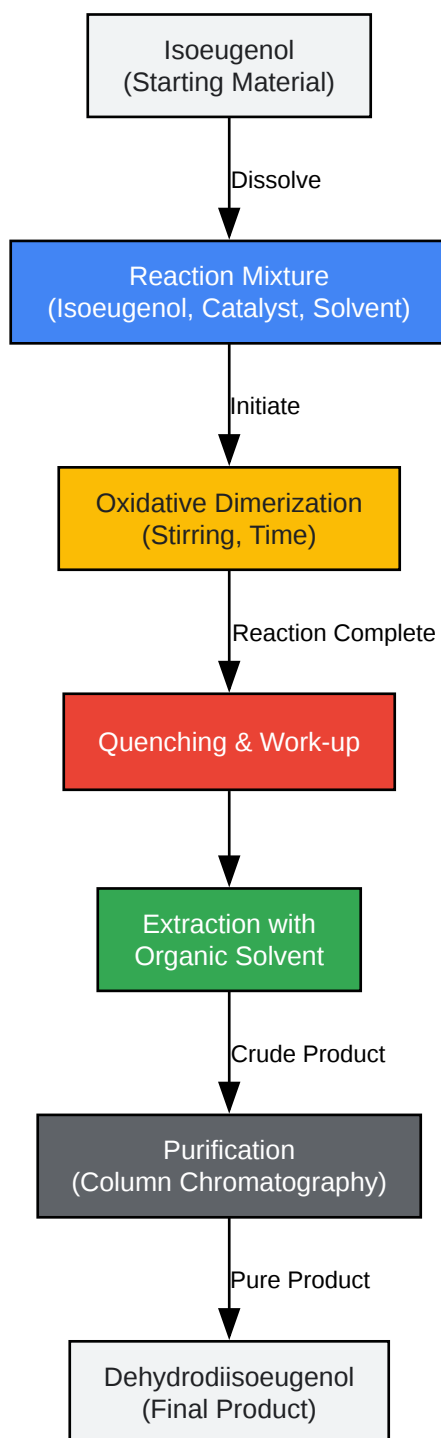 Isoeugenol
(Starting Material)
Dissolve
Reaction Mixture
(Isoeugenol, Catalyst, Solvent)
Initiate
Oxidative Dimerization
(Stirring, Time)
Reaction Complete
Quenching & Work-up
Extraction with
Organic Solvent
Crude Product
Purification
(Column Chromatography)
Pure Product
Dehydrodiisoeugenol
(Final Product)